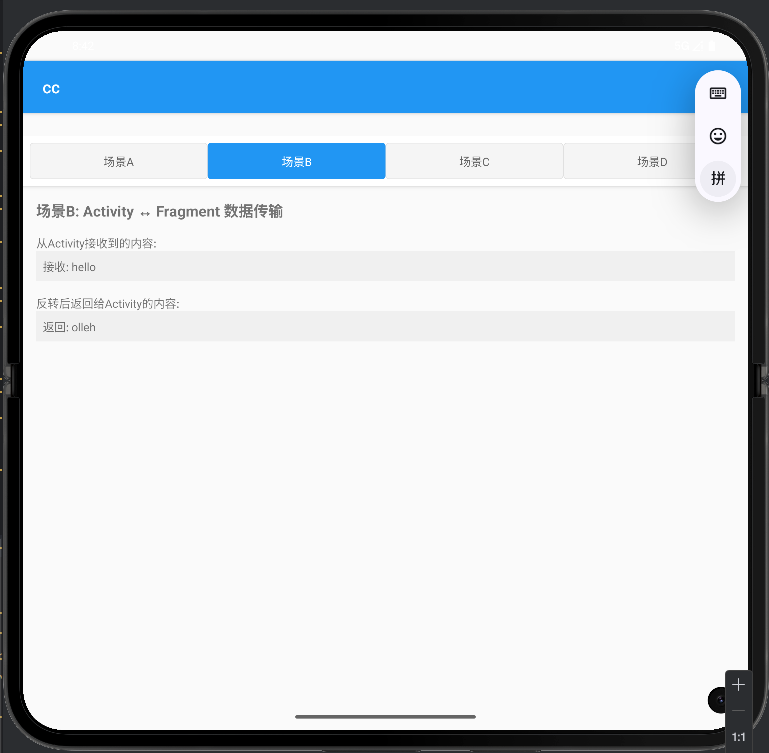 CC
场景A
场景B
场景C
场景D
拼
场景B: Activity ↔ Fragment 数据传输
从Activity接收到的内容:
接收: hello
反转后返回给Activity的内容:
返回: olleh
1:1